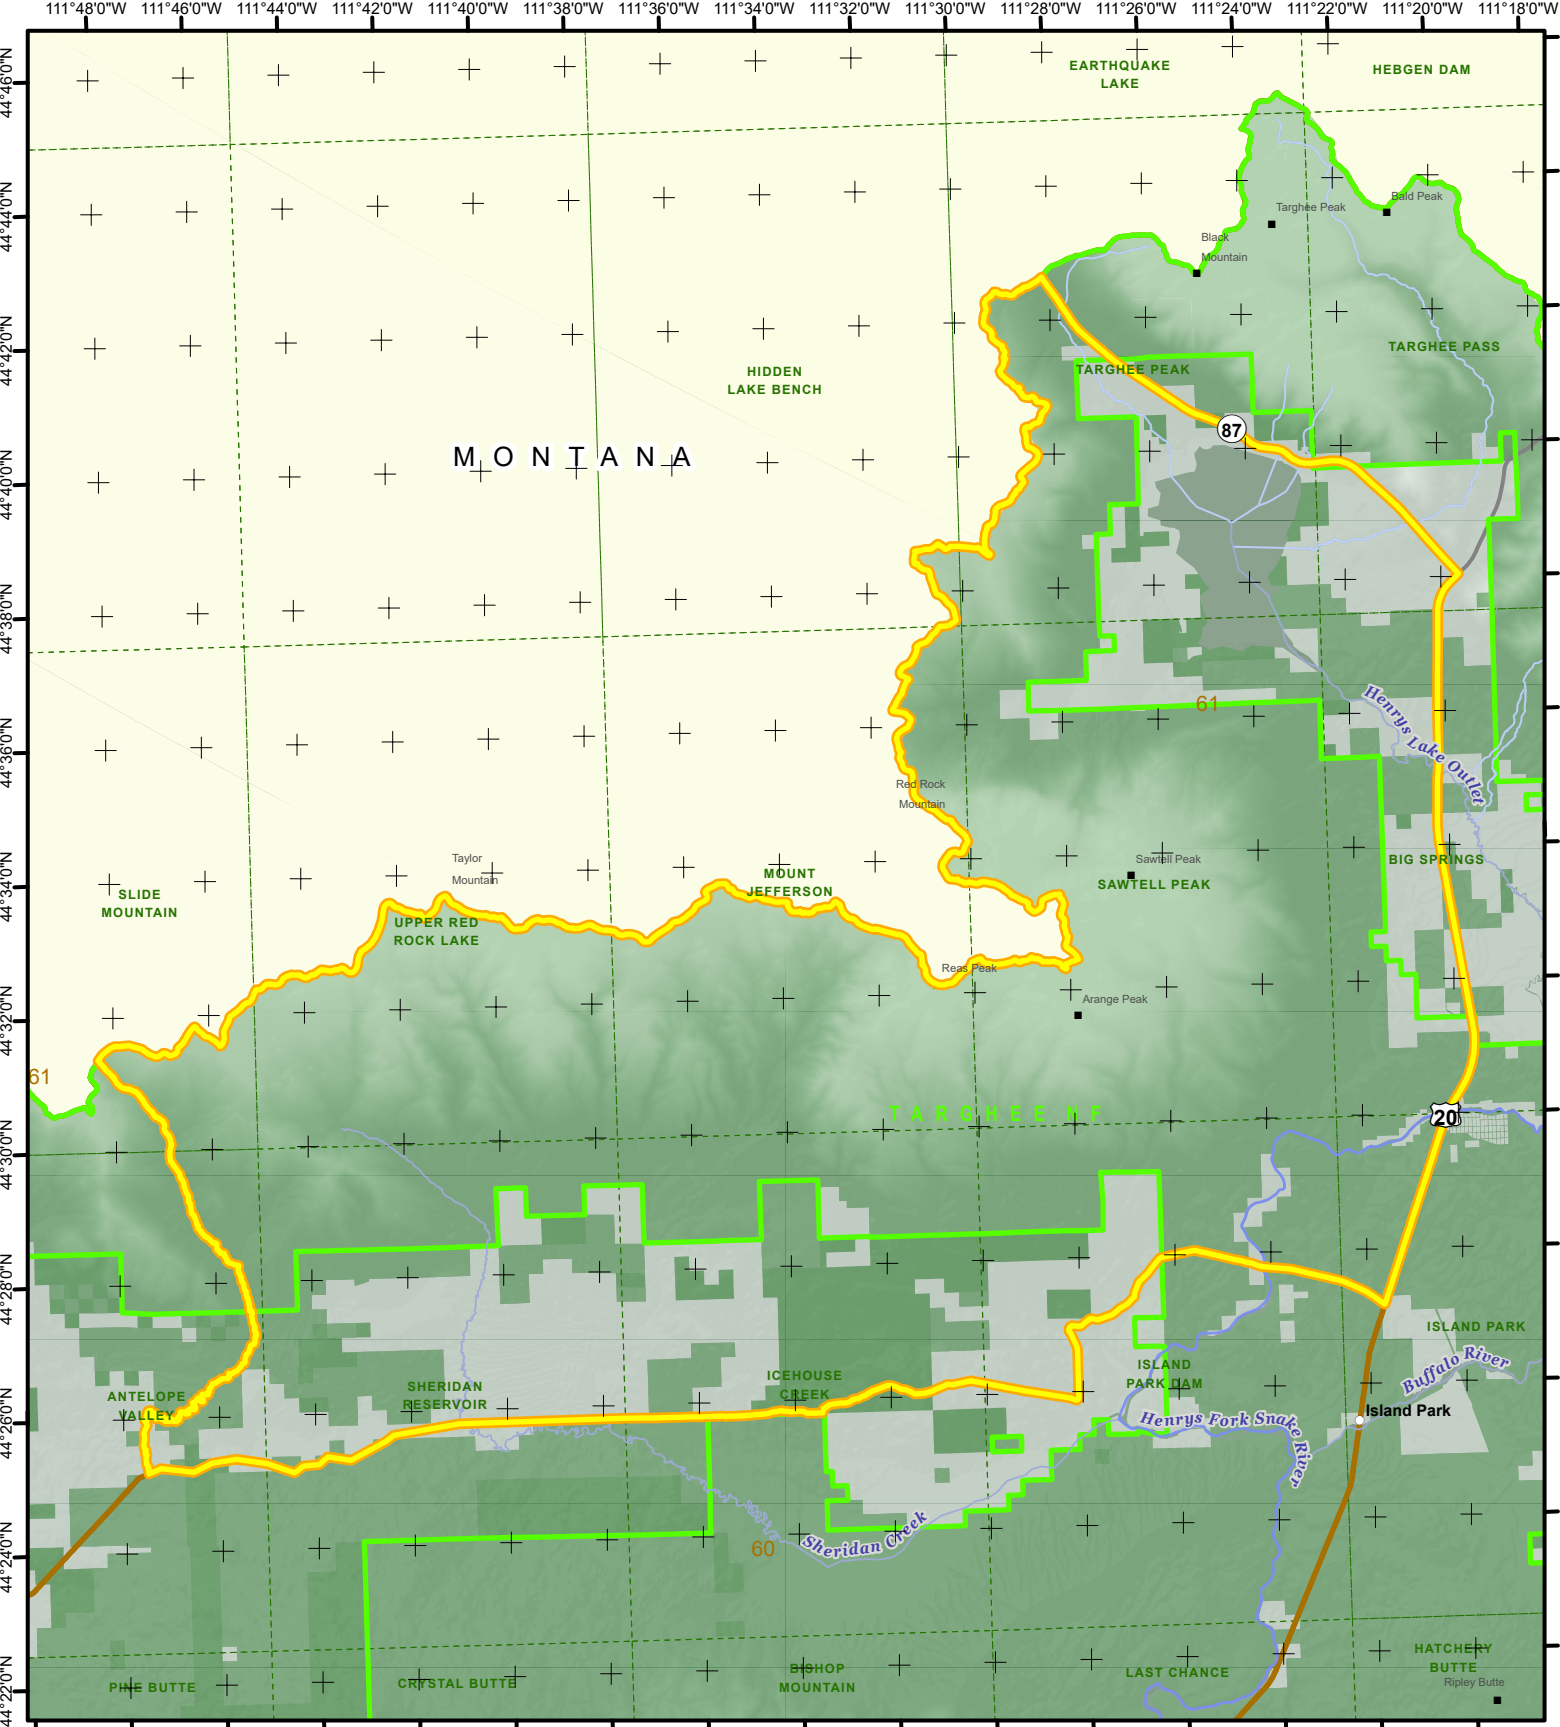 111°48'0"W 111°46'0"W 111°44'0"W 111°42'0"W 111°40'0"W 111°38'0"W 111°36'0"W 111°34'0"W 111°32'0"W 111°30'0"W 111°28'0"W 111°26'0"W 111°24'0"W 111°22'0"W 111°20'0"W 111°18'0"W
44°46'0"N
44°44'0"N
44°42'0"N
44°40'0"N
44°38'0"N
44°36'0"N
44°34'0"N
44°32'0"N
44°30'0"N
44°28'0"N
44°26'0"N
44°24'0"N
44°22'0"N
EARTHQUAKE
LAKE
HEBGEN DAM
Bald Peak
Targhee Peak
Black
Mountain
TARGHEE PASS
TARGHEE PEAK
HIDDEN
LAKE BENCH
87
MONTANA
61
Henrys Lake Outlet
Red Rock
Mountain
Taylor
Mountain
Sawtell Peak
SAWTELL PEAK
BIG SPRINGS
MOUNT
JEFFERSON
SLIDE
MOUNTAIN
UPPER RED
ROCK LAKE
Reas Peak
Arange Peak
61
TARGHEE NF
20
ISLAND PARK
Buffalo River
ISLAND
PARK DAM
ICEHOUSE
CREEK
SHERIDAN
RESERVOIR
ANTELOPE
VALLEY
Island Park
Henrys Fork Snake River
Sheridan Creek
60
HATCHERY
BUTTE
BISHOP
MOUNTAIN
LAST CHANCE
Ripley Butte
PINE BUTTE
CRYSTAL BUTTE